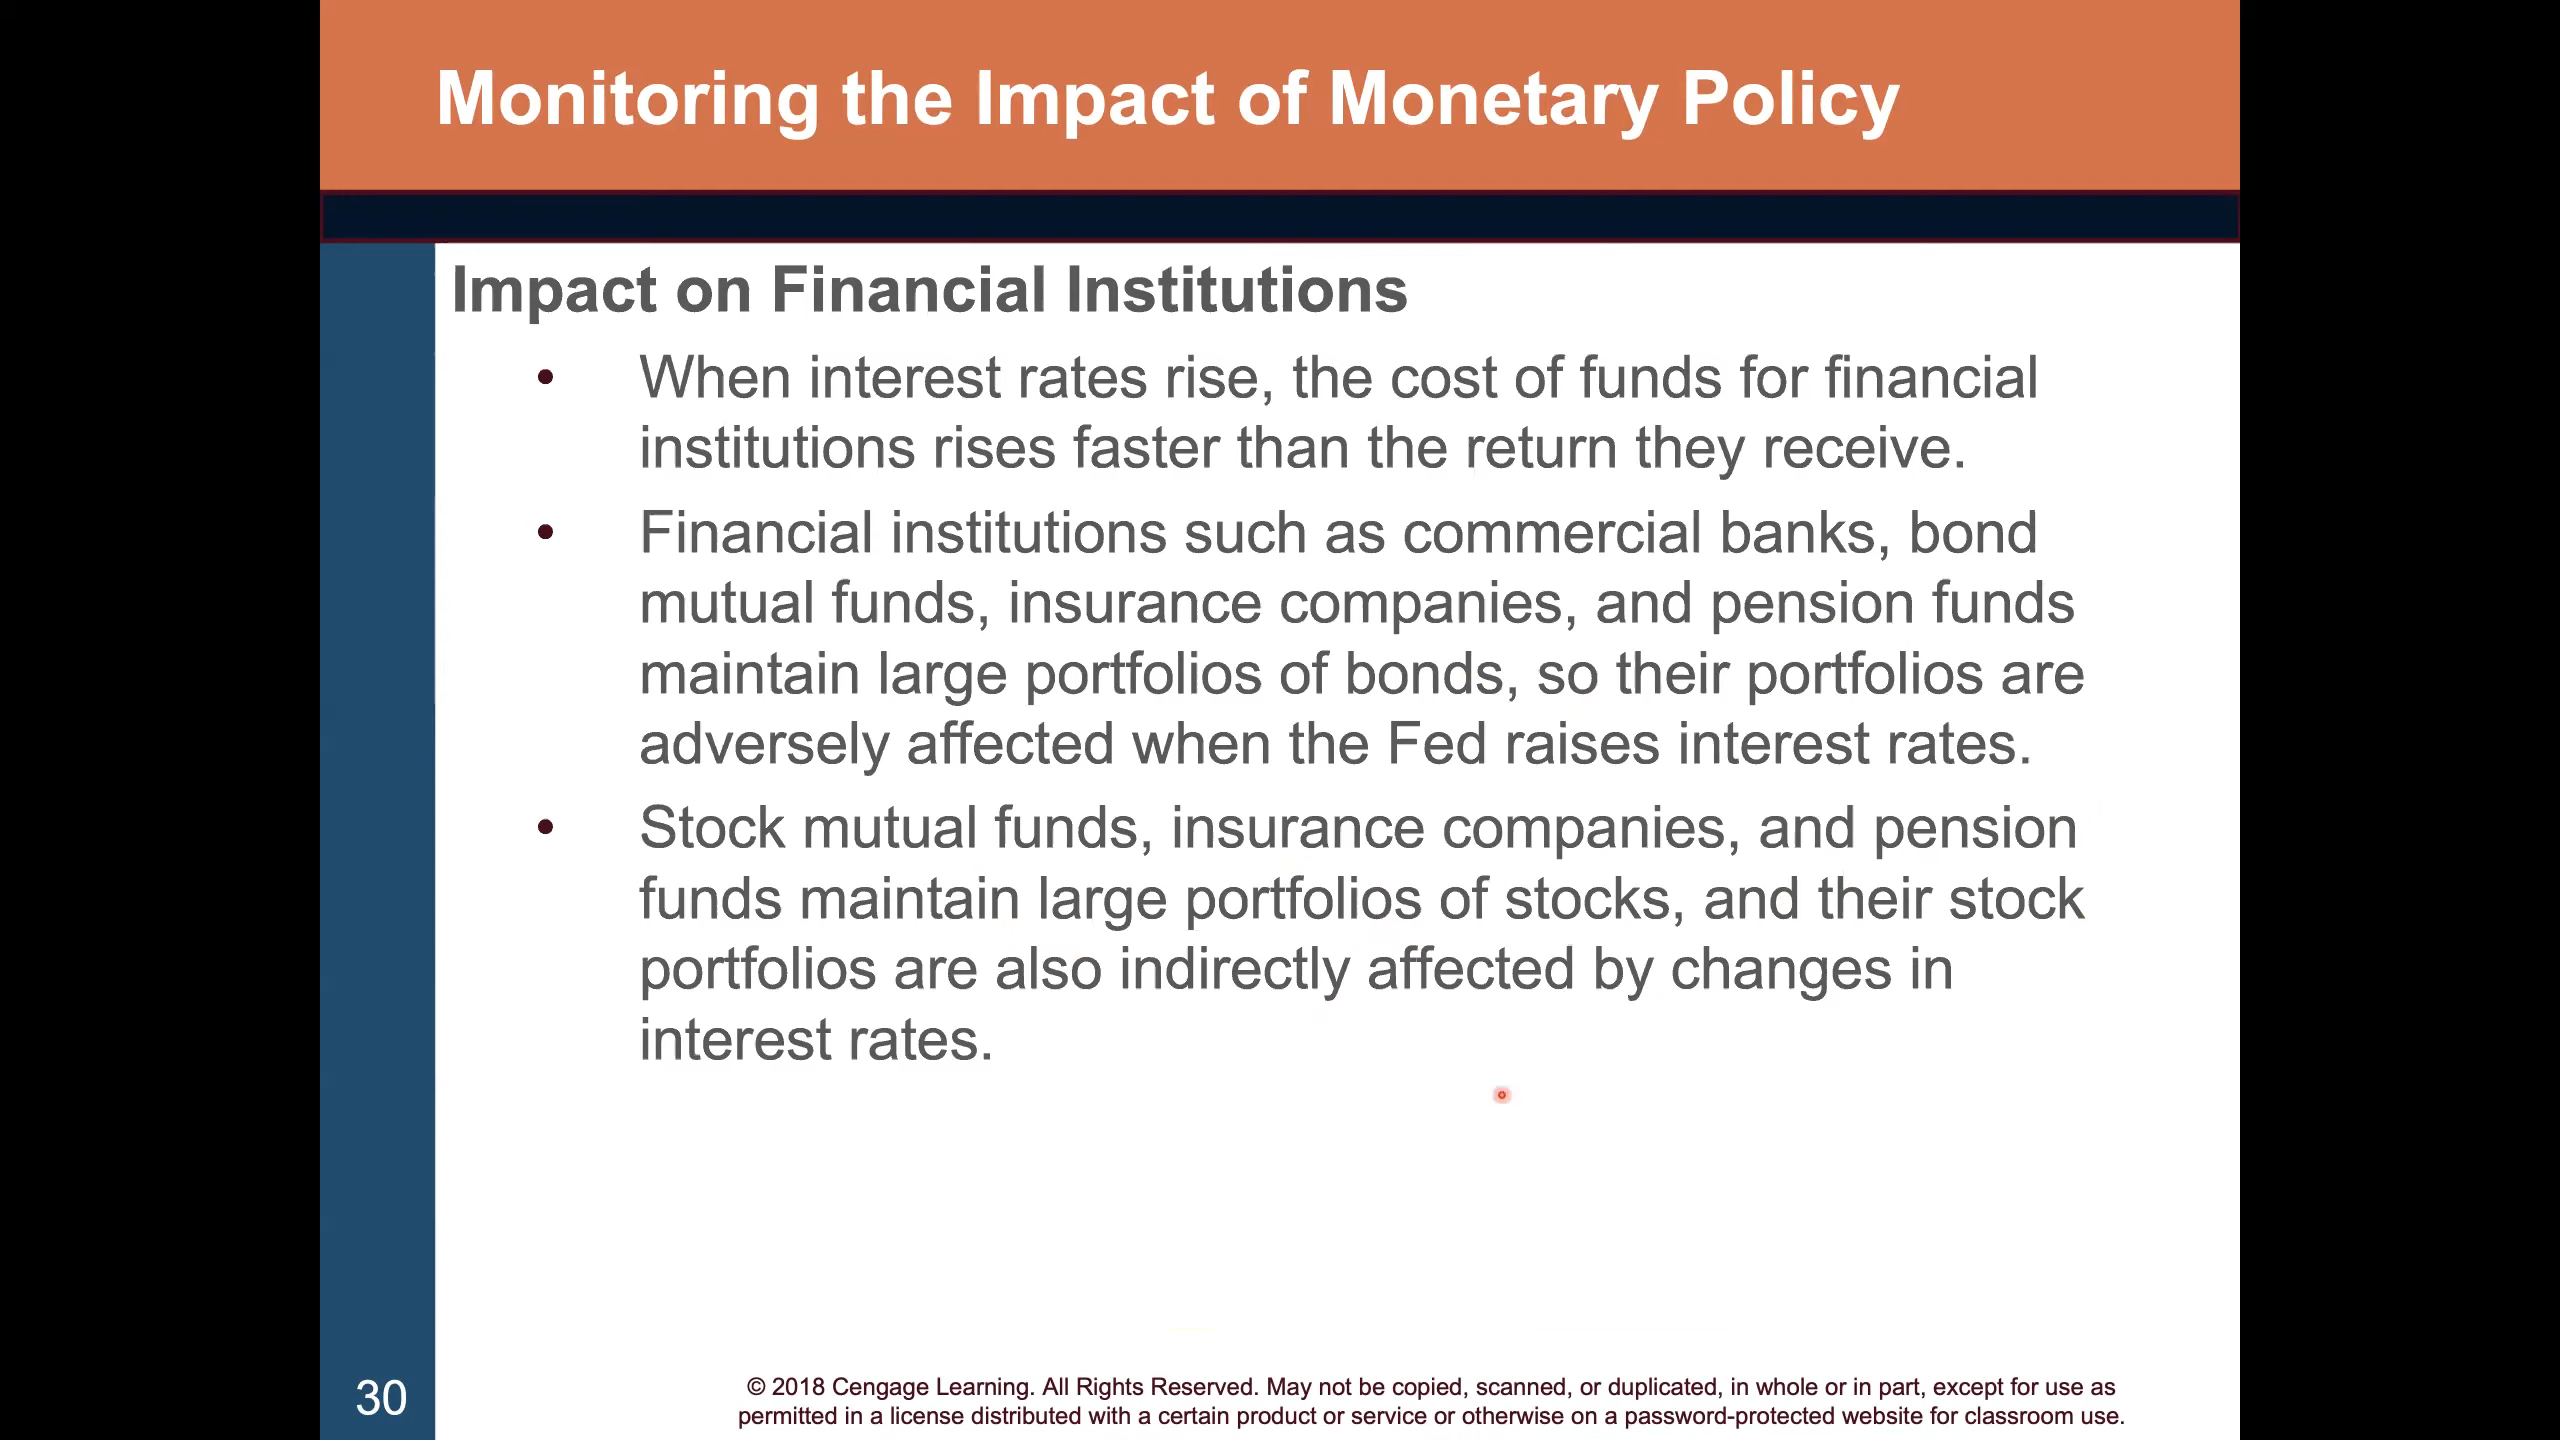 Monitoring the Impact of Monetary Policy
Impact on Financial Institutions
• When interest rates rise, the cost of funds for financial
institutions rises faster than the return they receive.
• Financial institutions such as commercial banks, bond
mutual funds, insurance companies, and pension funds
maintain large portfolios of bonds, so their portfolios are
adversely affected when the Fed raises interest rates.
• Stock mutual funds, insurance companies, and pension
funds maintain large portfolios of stocks, and their stock
portfolios are also indirectly affected by changes in
interest rates.
30
© 2018 Cengage Learning. All Rights Reserved. May not be copied, scanned, or duplicated, in whole or in part, except for use as
permitted in a license distributed with a certain product or service or otherwise on a password-protected website for classroom use.